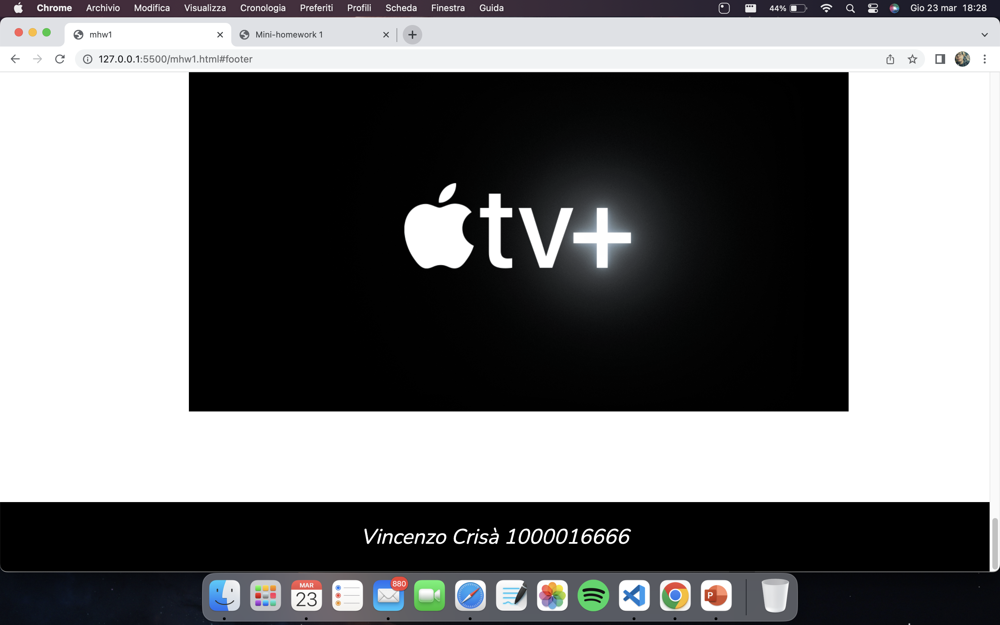 Chrome Archivio Modifica Visualizza Cronologia Preferiti Profili Scheda Finestra Guida 44% Gio 23 mar 18:28
mhw1 Mini-homework 1
127.0.0.1:5500/mhw1.html#footer
tv+
Vincenzo Crisà 1000016666
880
MAR
23
P